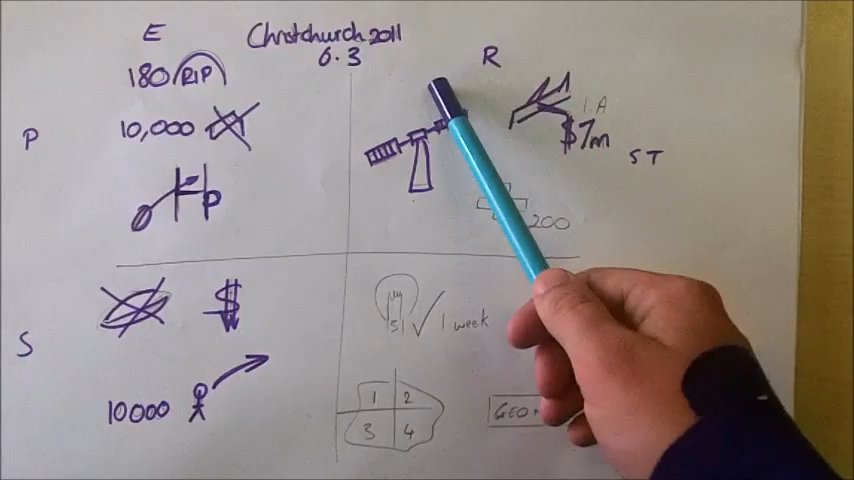 E
Christchurch 2011
6.3
R
180 RIP
I.A
P
10,000
$7m
ST
P
200
S
$
51
1 week
10000
1 2
3 4
GEO